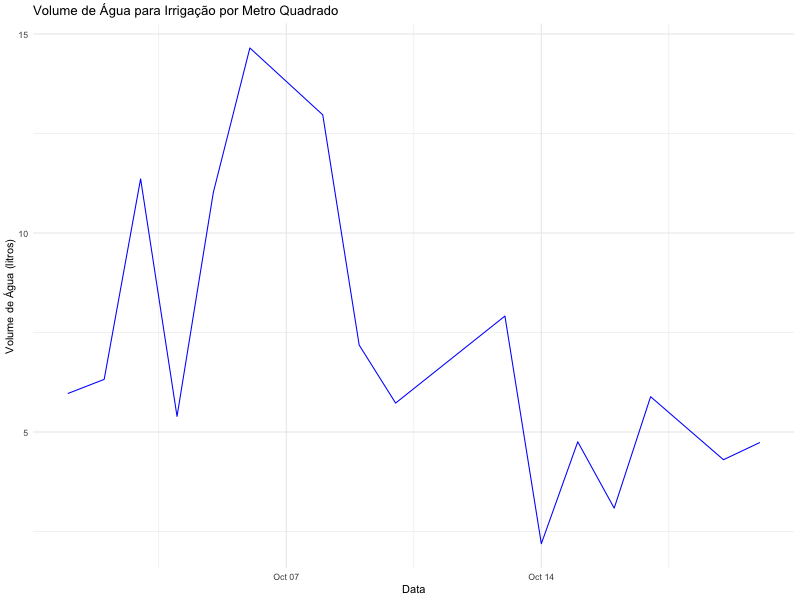 Volume de Água para Irrigação por Metro Quadrado
15
10
5
Volume de Água (litros)
Oct 07
Oct 14
Data